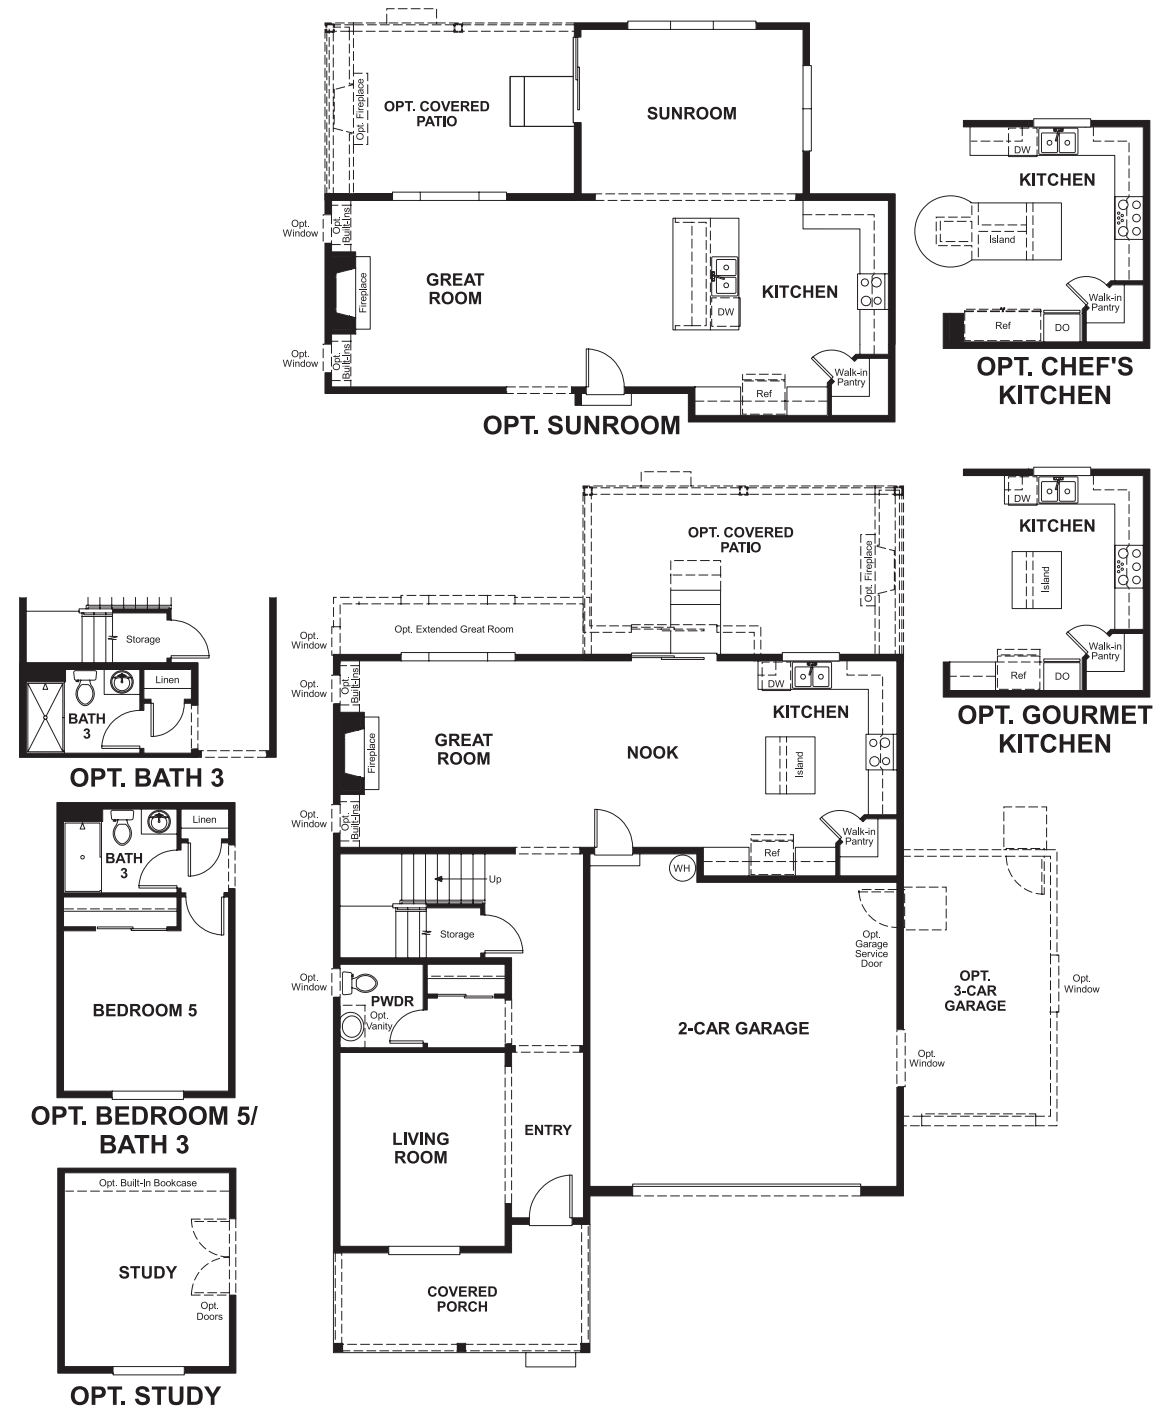 OPT. COVERED
PATIO
SUNROOM
Opt. Fireplace
Opt.
Window
Opt.
Built-Ins
GREAT
ROOM
Fireplace
KITCHEN
DW
Opt.
Window
Opt.
Built-Ins
Walk-in
Pantry
Ref
OPT. SUNROOM
DW
KITCHEN
Island
Walk-in
Pantry
Ref
DO
OPT. CHEF'S
KITCHEN
DW
KITCHEN
Island
Walk-in
Pantry
Ref
DO
OPT. GOURMET
KITCHEN
OPT. COVERED
PATIO
Opt. Fireplace
Opt. Extended Great Room
Opt.
Window
Opt.
Window
Opt.
Built-Ins
GREAT
ROOM
Fireplace
NOOK
DW
KITCHEN
Island
Opt.
Window
Opt.
Built-Ins
Walk-in
Pantry
Ref
WH
Up
Storage
Opt.
Window
PWDR
Opt.
Vanity
Opt.
Garage
Service
Door
2-CAR GARAGE
OPT.
3-CAR
GARAGE
Opt.
Window
Opt.
Window
LIVING
ROOM
ENTRY
COVERED
PORCH
Storage
Linen
BATH
3
OPT. BATH 3
Linen
BATH
3
BEDROOM 5
OPT. BEDROOM 5/
BATH 3
Opt. Built-In Bookcase
STUDY
Opt.
Doors
OPT. STUDY